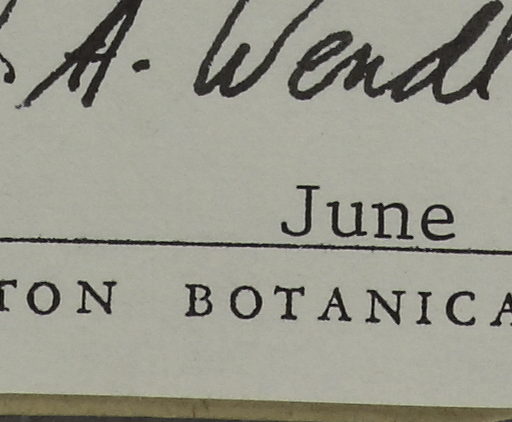 A. Wendl
June
TON BOTANICA